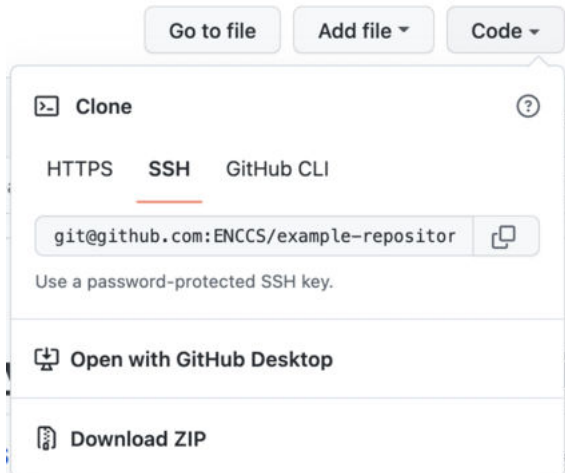 Go to file Add file Code
Clone
HTTPS SSH GitHub CLI
git@github.com:ENCCS/example-repositor
Use a password-protected SSH key.
Open with GitHub Desktop
Download ZIP